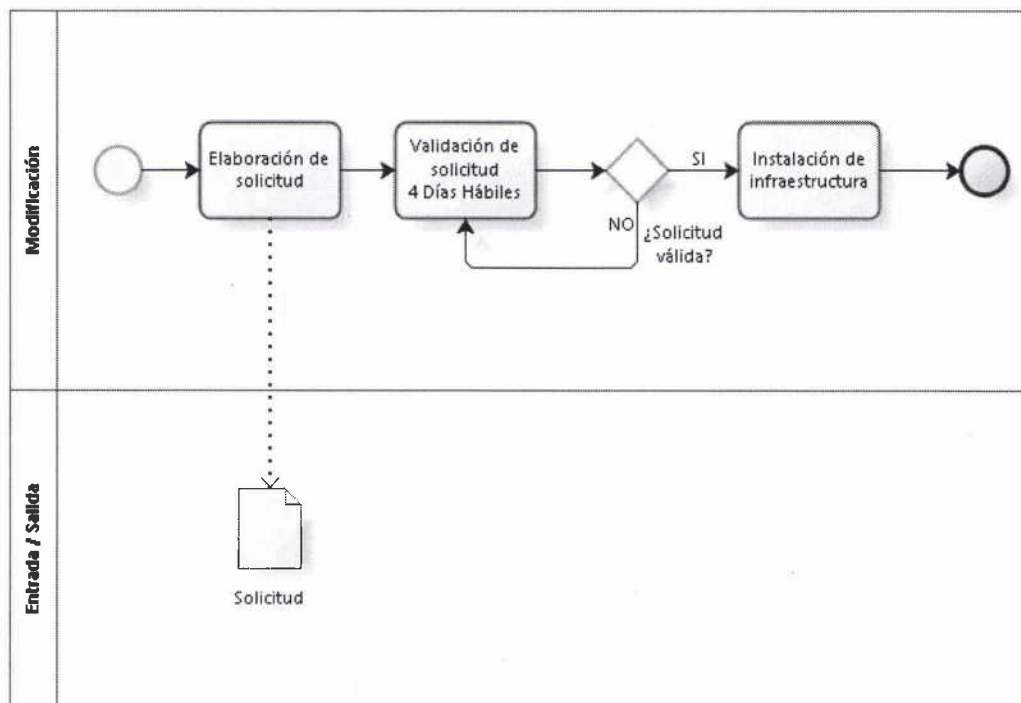 Modificación
Elaboración de
solicitud
Validación de
solicitud
4 Días Hábiles
SI
NO
¿Solicitud
válida?
Instalación de
infraestructura
Entrada / Salida
Solicitud